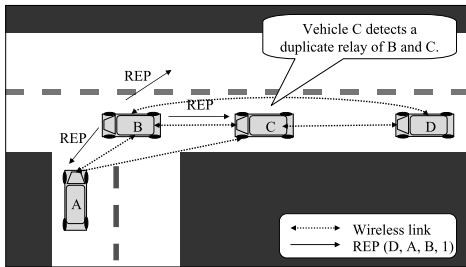 Vehicle C detects a
duplicate relay of B and C.
REP
REP
REP
B
C
D
A
Wireless link
REP (D, A, B, 1)